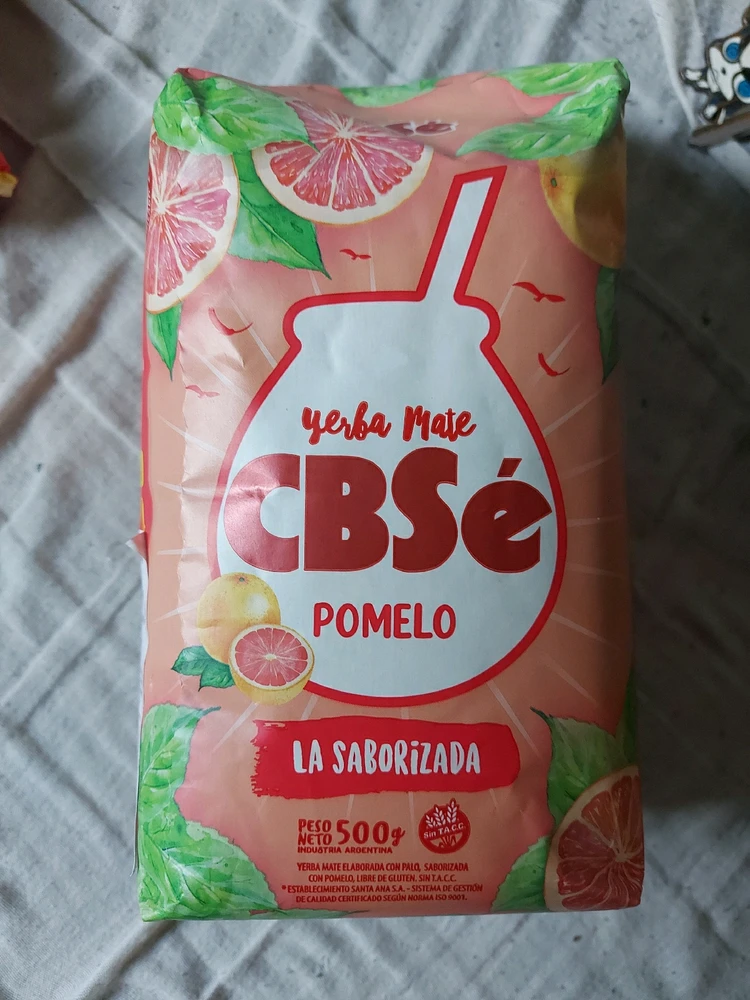 yerba Mate
CBSé
POMELO
LA SABORiZADA
PESO
NETO 500g
INDUSTRIA ARGENTINA
Sin T.A.C.C.
YERBA MATE ELABORADA CON PALO, SABORIZADA
CON POMELO, LIBRE DE GLUTEN. SIN T.A.C.C.
* ESTABLECIMIENTO SANTA ANA S.A. - SISTEMA DE GESTIÓN
DE CALIDAD CERTIFICADO SEGÚN NORMA ISO 9001.